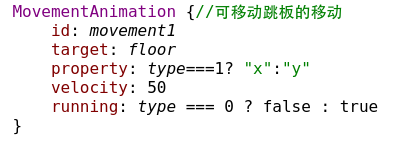 MovementAnimation {//可移动跳板的移动
    id: movement1
    target: floor
    property: type===1? "x":"y"
    velocity: 50
    running: type === 0 ? false : true
}